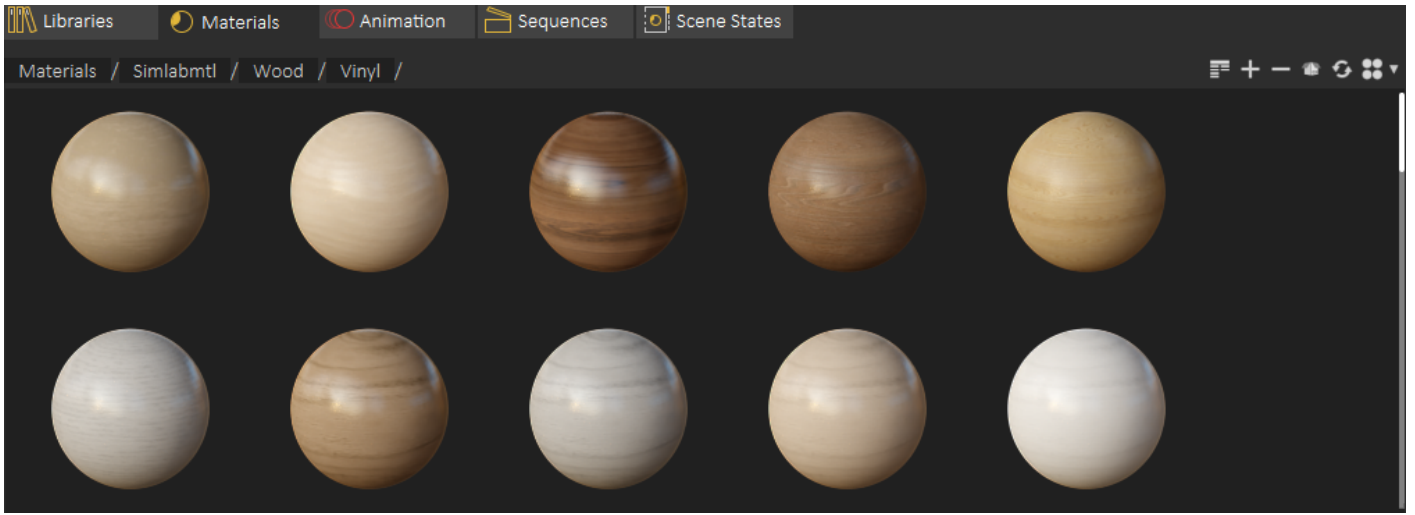 Libraries Materials Animation Sequences Scene States
Materials / Simlabmtl / Wood / Vinyl /